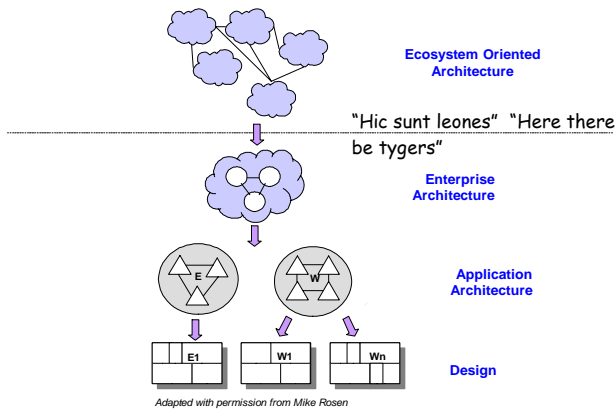 Ecosystem Oriented
Architecture
“Hic sunt leones” “Here there
be tygers”
Enterprise
Architecture
E
W
Application
Architecture
E1
W1
Wn
Design
Adapted with permission from Mike Rosen